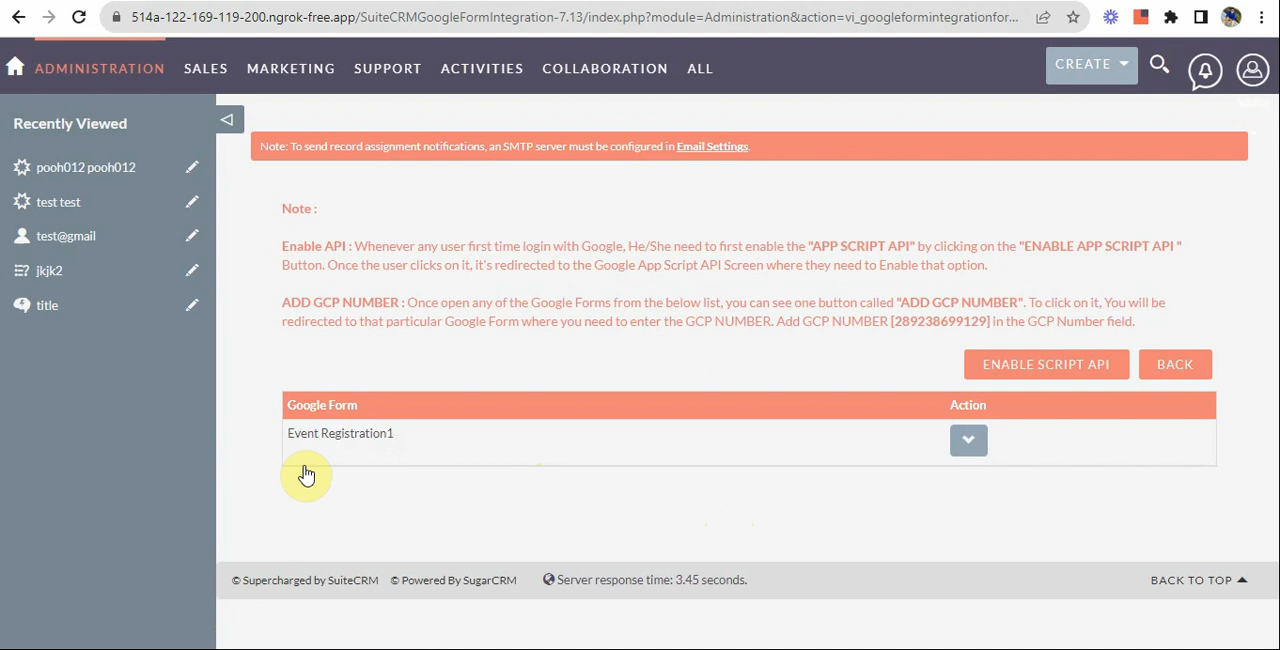 514a-122-169-119-200.ngrok-free.app/SuiteCRMGoogleFormIntegration-7.13/index.php?module=Administration&action=vi_googleformintegrationfor...
ADMINISTRATION SALES MARKETING SUPPORT ACTIVITIES COLLABORATION ALL CREATE
Recently Viewed
pooh012 pooh012
test test
test@gmail
jkjk2
title
Note: To send record assignment notifications, an SMTP server must be configured in Email Settings.
Note :
Enable API : Whenever any user first time login with Google, He/She need to first enable the "APP SCRIPT API" by clicking on the "ENABLE APP SCRIPT API "
Button. Once the user clicks on it, it's redirected to the Google App Script API Screen where they need to Enable that option.
ADD GCP NUMBER : Once open any of the Google Forms from the below list, you can see one button called "ADD GCP NUMBER". To click on it, You will be
redirected to that particular Google Form where you need to enter the GCP NUMBER. Add GCP NUMBER [289238699129] in the GCP Number field.
ENABLE SCRIPT API BACK
Google Form Action
Event Registration1
© Supercharged by SuiteCRM © Powered By SugarCRM Server response time: 3.45 seconds. BACK TO TOP